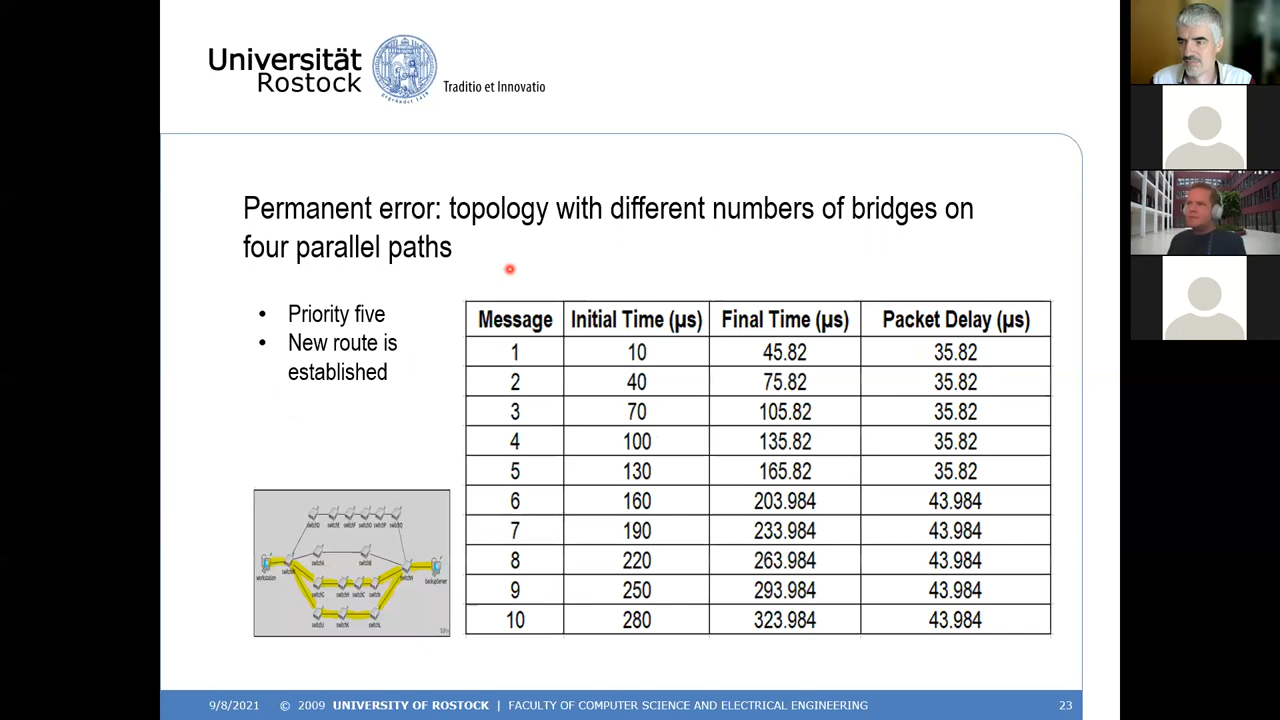 Universität
Rostock
Traditio et Innovatio
Permanent error: topology with different numbers of bridges on
four parallel paths
• Priority five
• New route is
established
Message Initial Time (µs) Final Time (µs) Packet Delay (µs)
1 10 45.82 35.82
2 40 75.82 35.82
3 70 105.82 35.82
4 100 135.82 35.82
5 130 165.82 35.82
6 160 203.984 43.984
7 190 233.984 43.984
8 220 263.984 43.984
9 250 293.984 43.984
10 280 323.984 43.984
workstation
backupServer
9/8/2021 © 2009 UNIVERSITY OF ROSTOCK | FACULTY OF COMPUTER SCIENCE AND ELECTRICAL ENGINEERING 23